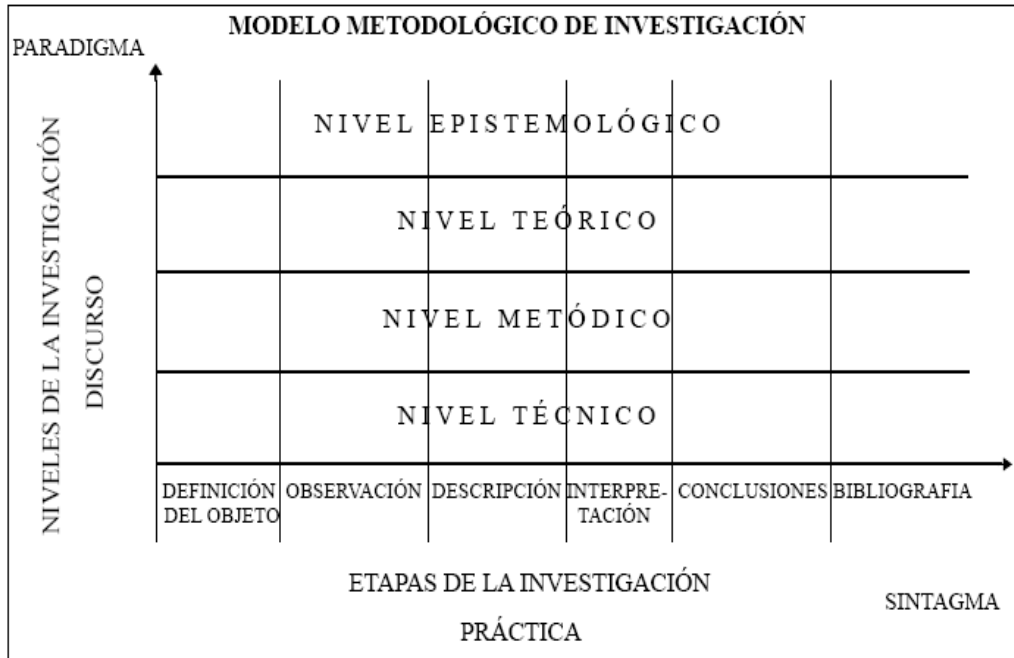 MODELO METODOLÓGICO DE INVESTIGACIÓN
PARADIGMA
NIVELES DE LA INVESTIGACIÓN
DISCURSO
NIVEL EPISTEMOLÓGICO
NIVEL TEÓRICO
NIVEL METÓDICO
NIVEL TÉCNICO
DEFINICIÓN
DEL OBJETO
OBSERVACIÓN
DESCRIPCIÓN
INTERPRE-
TACIÓN
CONCLUSIONES
BIBLIOGRAFIA
ETAPAS DE LA INVESTIGACIÓN
SINTAGMA
PRÁCTICA